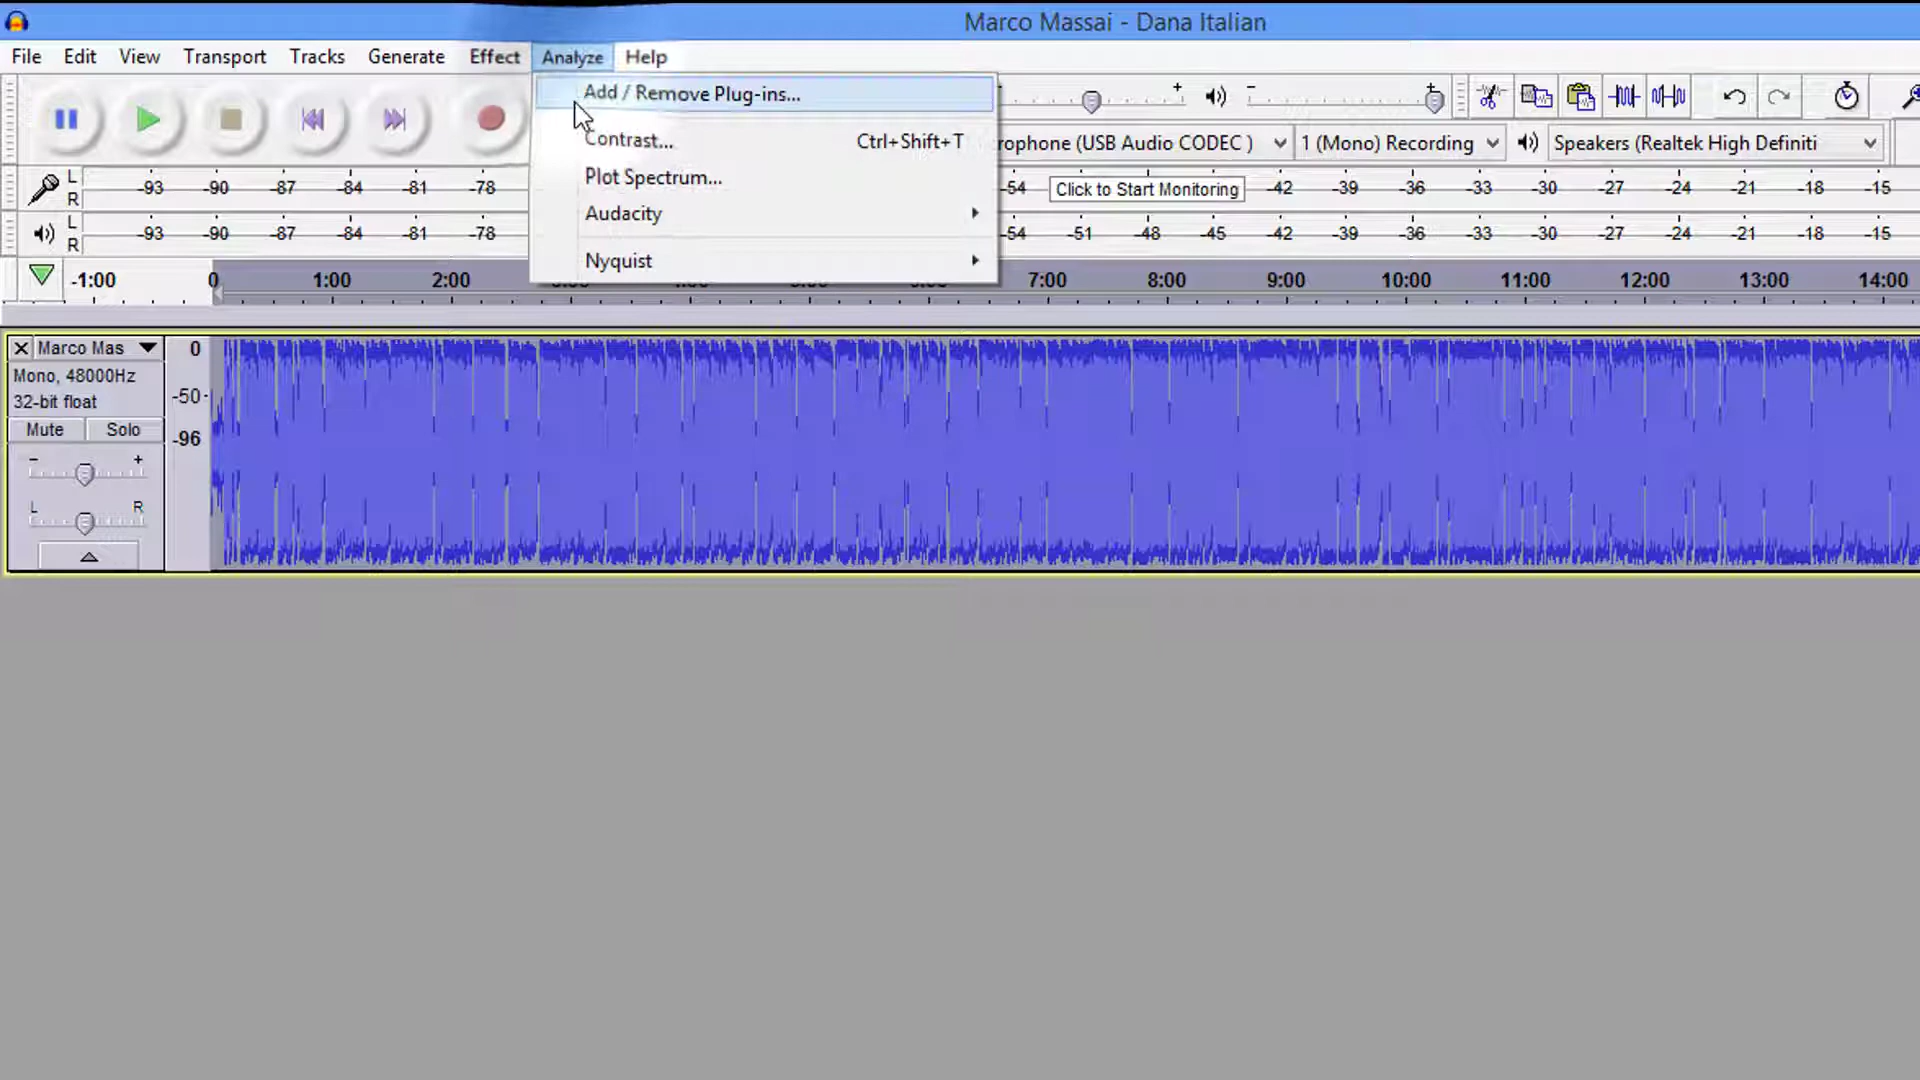 Marco Massai - Dana Italian
File Edit View Transport Tracks Generate Effect Analyze Help
Add / Remove Plug-ins...
Contrast... Ctrl+Shift+T
Plot Spectrum...
Audacity
Nyquist
rophone (USB Audio CODEC ) 1 (Mono) Recording Speakers (Realtek High Definiti
L
R
-93 -90 -87 -84 -81 -78 -54 Click to Start Monitoring -42 -39 -36 -33 -30 -27 -24 -21 -18 -15
L
R
-93 -90 -87 -84 -81 -78 -54 -51 -48 -45 -42 -39 -36 -33 -30 -27 -24 -21 -18 -15
-1:00 0 1:00 2:00 7:00 8:00 9:00 10:00 11:00 12:00 13:00 14:00
Marco Mas
Mono, 48000Hz
32-bit float
Mute Solo
- +
L R
0
-50
-96